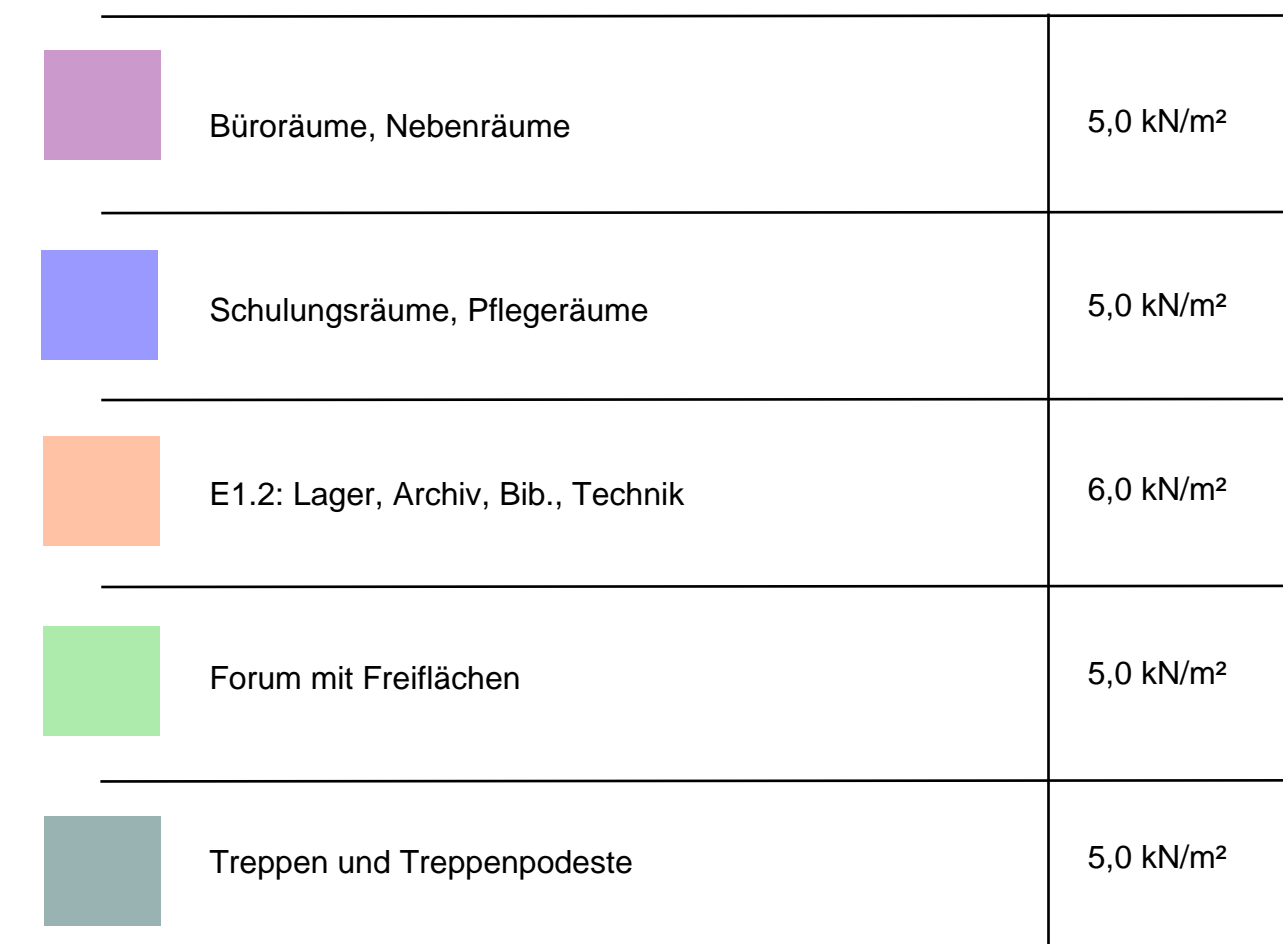 Büroräume, Nebenräume 5,0 kN/m²
Schulungsräume, Pflegeräume 5,0 kN/m²
E1.2: Lager, Archiv, Bib., Technik 6,0 kN/m²
Forum mit Freiflächen 5,0 kN/m²
Treppen und Treppenpodeste 5,0 kN/m²